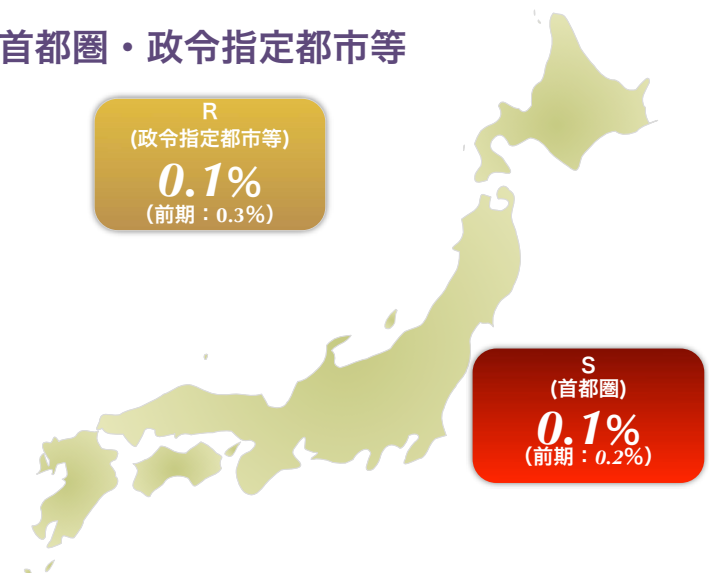 首都圏・政令指定都市等
R
(政令指定都市等)
0.1%
（前期：0.3%）
S
(首都圏)
0.1%
（前期：0.2%）